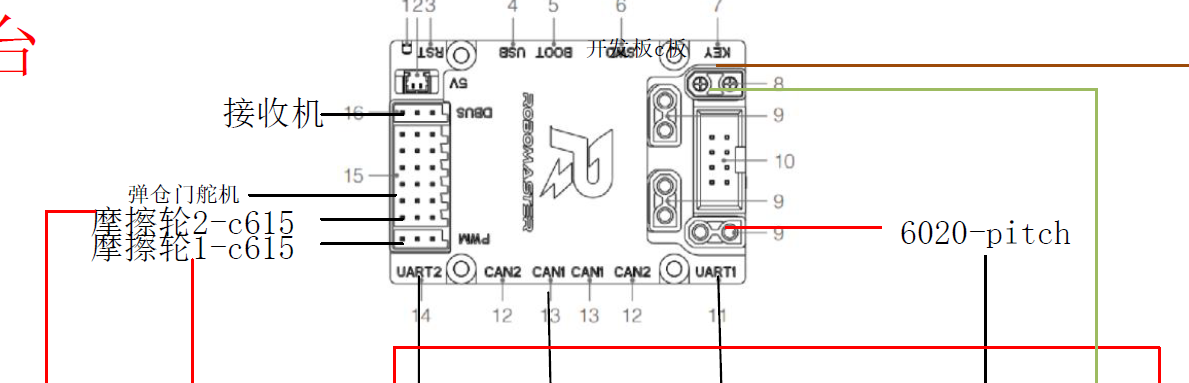 台
1 2 3 4 5 6 7
RST USB BOOT SWD 开发板c板 KEY
5V 8
接收机 16 DBUS 9
ROBOMASTER
10
15
弹仓门舵机 9
摩擦轮2-c615
摩擦轮1-c615 PWM 9 6020-pitch
UART2 CAN2 CAN1 CAN1 CAN2 UART1
14 12 13 13 12 11